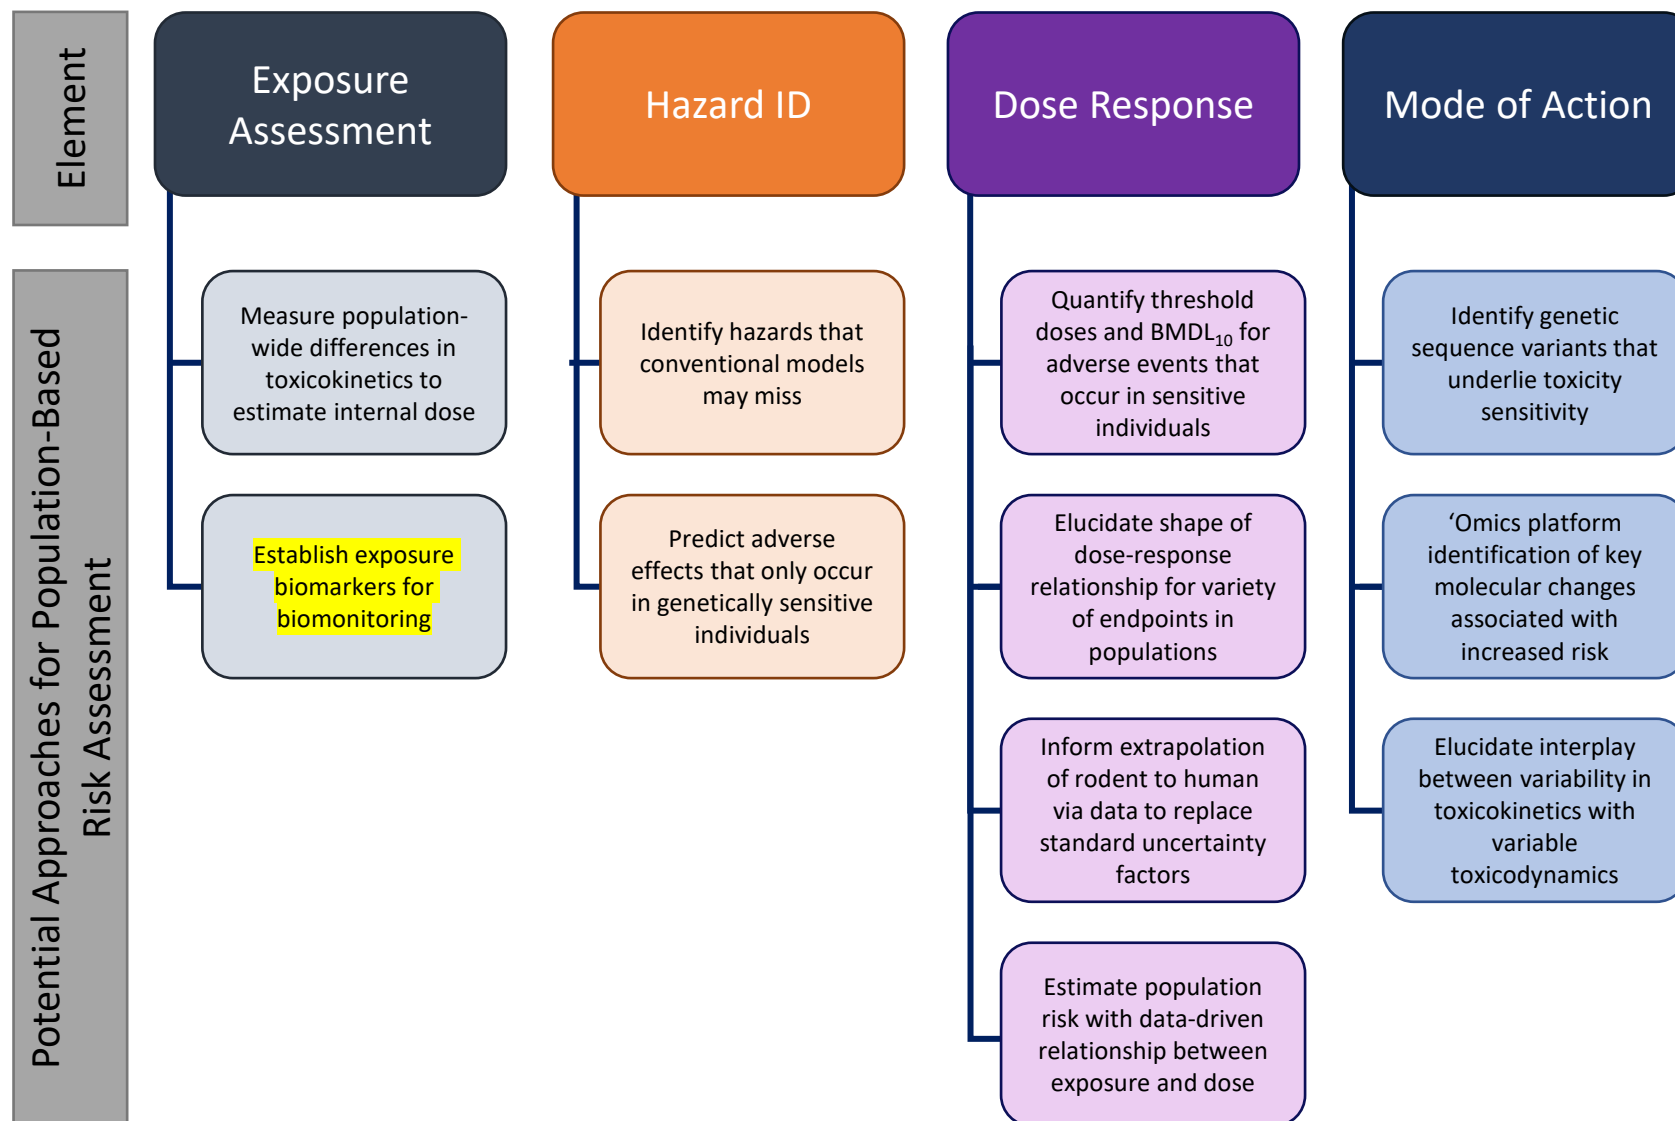 Element
Exposure
Assessment
Hazard ID
Dose Response
Mode of Action
Potential Approaches for Population-Based
Risk Assessment
Measure population-
wide differences in
toxicokinetics to
estimate internal dose
Establish exposure
biomarkers for
biomonitoring
Identify hazards that
conventional models
may miss
Predict adverse
effects that only occur
in genetically sensitive
individuals
Quantify threshold
doses and BMDL₁₀ for
adverse events that
occur in sensitive
individuals
Elucidate shape of
dose-response
relationship for variety
of endpoints in
populations
Inform extrapolation
of rodent to human
via data to replace
standard uncertainty
factors
Estimate population
risk with data-driven
relationship between
exposure and dose
Identify genetic
sequence variants that
underlie toxicity
sensitivity
‘Omics platform
identification of key
molecular changes
associated with
increased risk
Elucidate interplay
between variability in
toxicokinetics with
variable
toxicodynamics